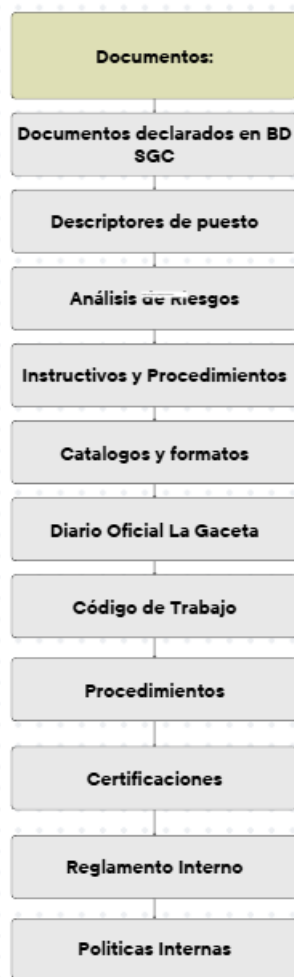 Documentos:
Documentos declarados en BD
SGC
Descriptores de puesto
Análisis de Riesgos
Instructivos y Procedimientos
Catalogos y formatos
Diario Oficial La Gaceta
Código de Trabajo
Procedimientos
Certificaciones
Reglamento Interno
Politicas Internas